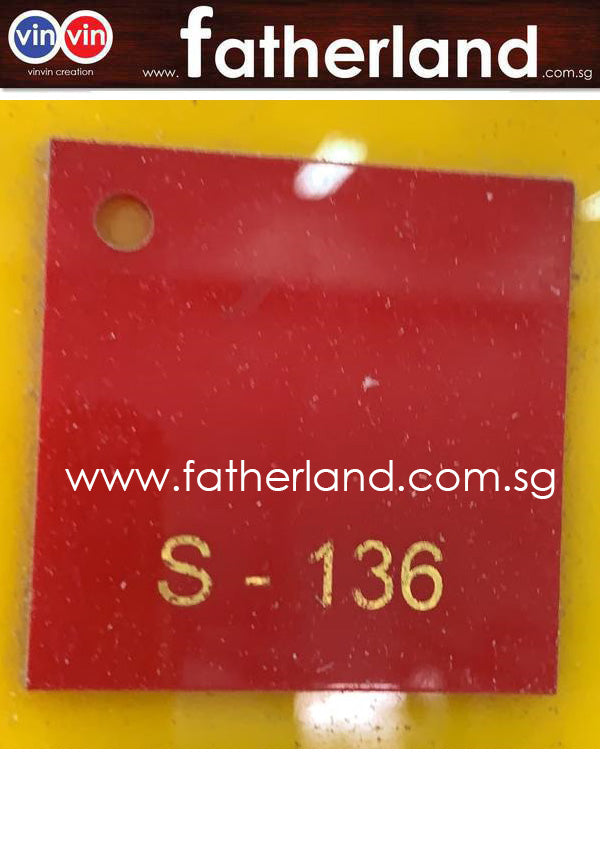 vin vin
vinvin creation
www.fatherland.com.sg
www.fatherland.com.sg
S - 136